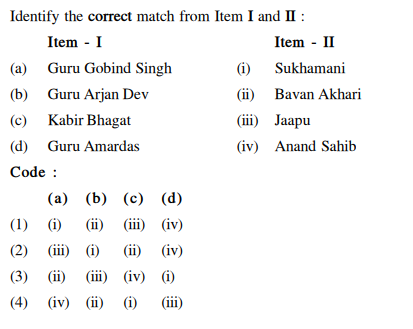 Identify the correct match from Item I and II :
Item - I Item - II
(a) Guru Gobind Singh (i) Sukhamani
(b) Guru Arjan Dev (ii) Bavan Akhari
(c) Kabir Bhagat (iii) Jaapu
(d) Guru Amardas (iv) Anand Sahib
Code :
(a) (b) (c) (d)
(1) (i) (ii) (iii) (iv)
(2) (iii) (i) (ii) (iv)
(3) (ii) (iii) (iv) (i)
(4) (iv) (ii) (i) (iii)